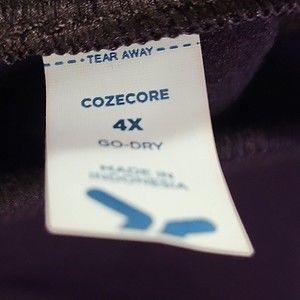 TEAR AWAY
COZECORE
4X
GO-DRY
MADE IN
INDONESIA